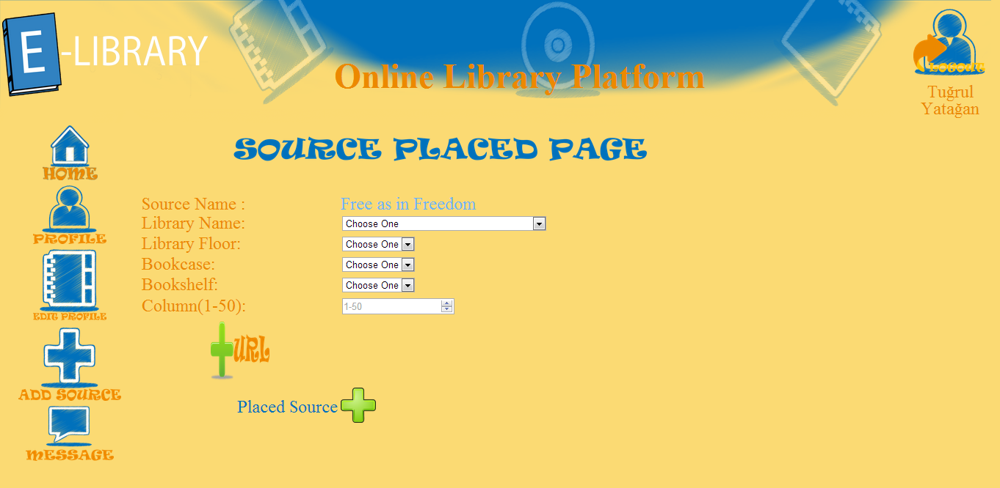 E-LIBRARY
Online Library Platform
LOGOUT
Tuğrul
Yatağan
SOURCE PLACED PAGE
HOME
PROFILE
EDIT PROFILE
ADD SOURCE
MESSAGE
Source Name : Free as in Freedom
Library Name: Choose One
Library Floor: Choose One
Bookcase: Choose One
Bookshelf: Choose One
Column(1-50): 1-50
URL
Placed Source